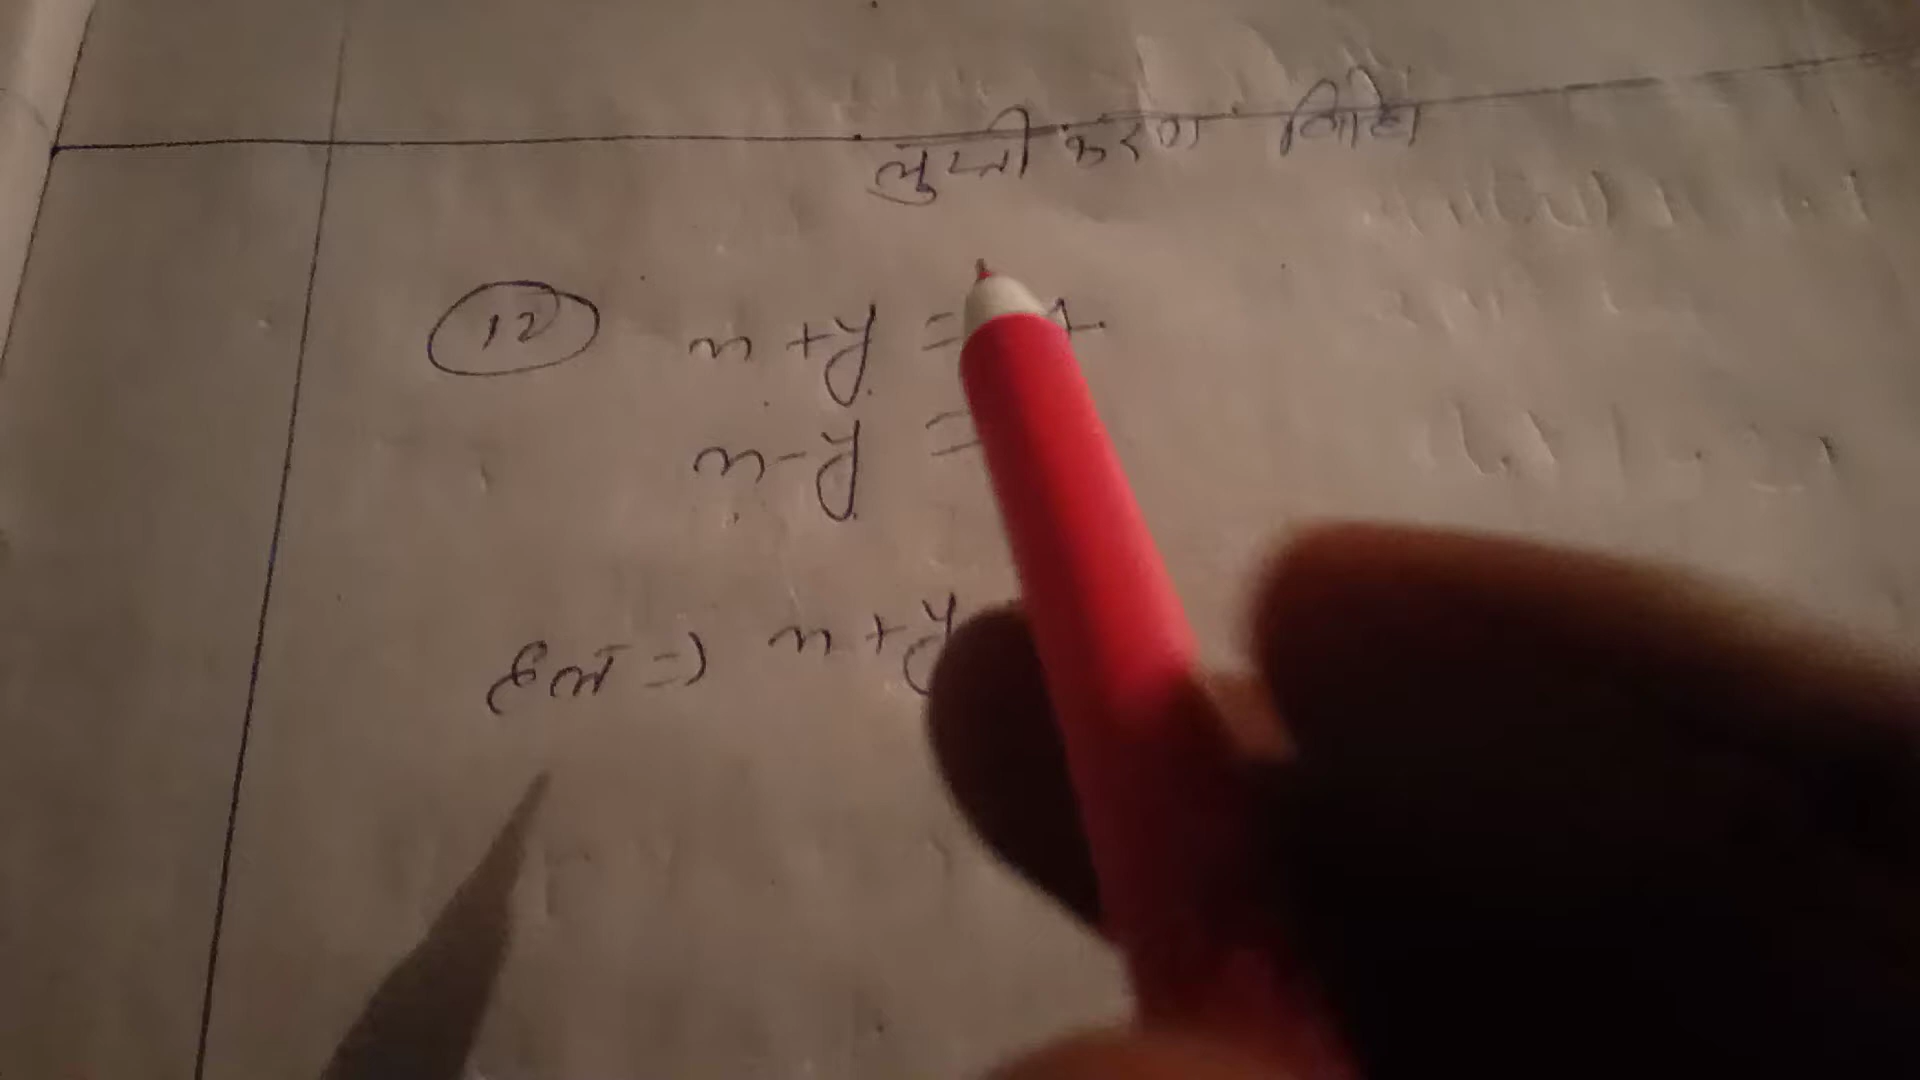 लुप्ती करण विधि
12 x + y =
x - y =
हल => x + y